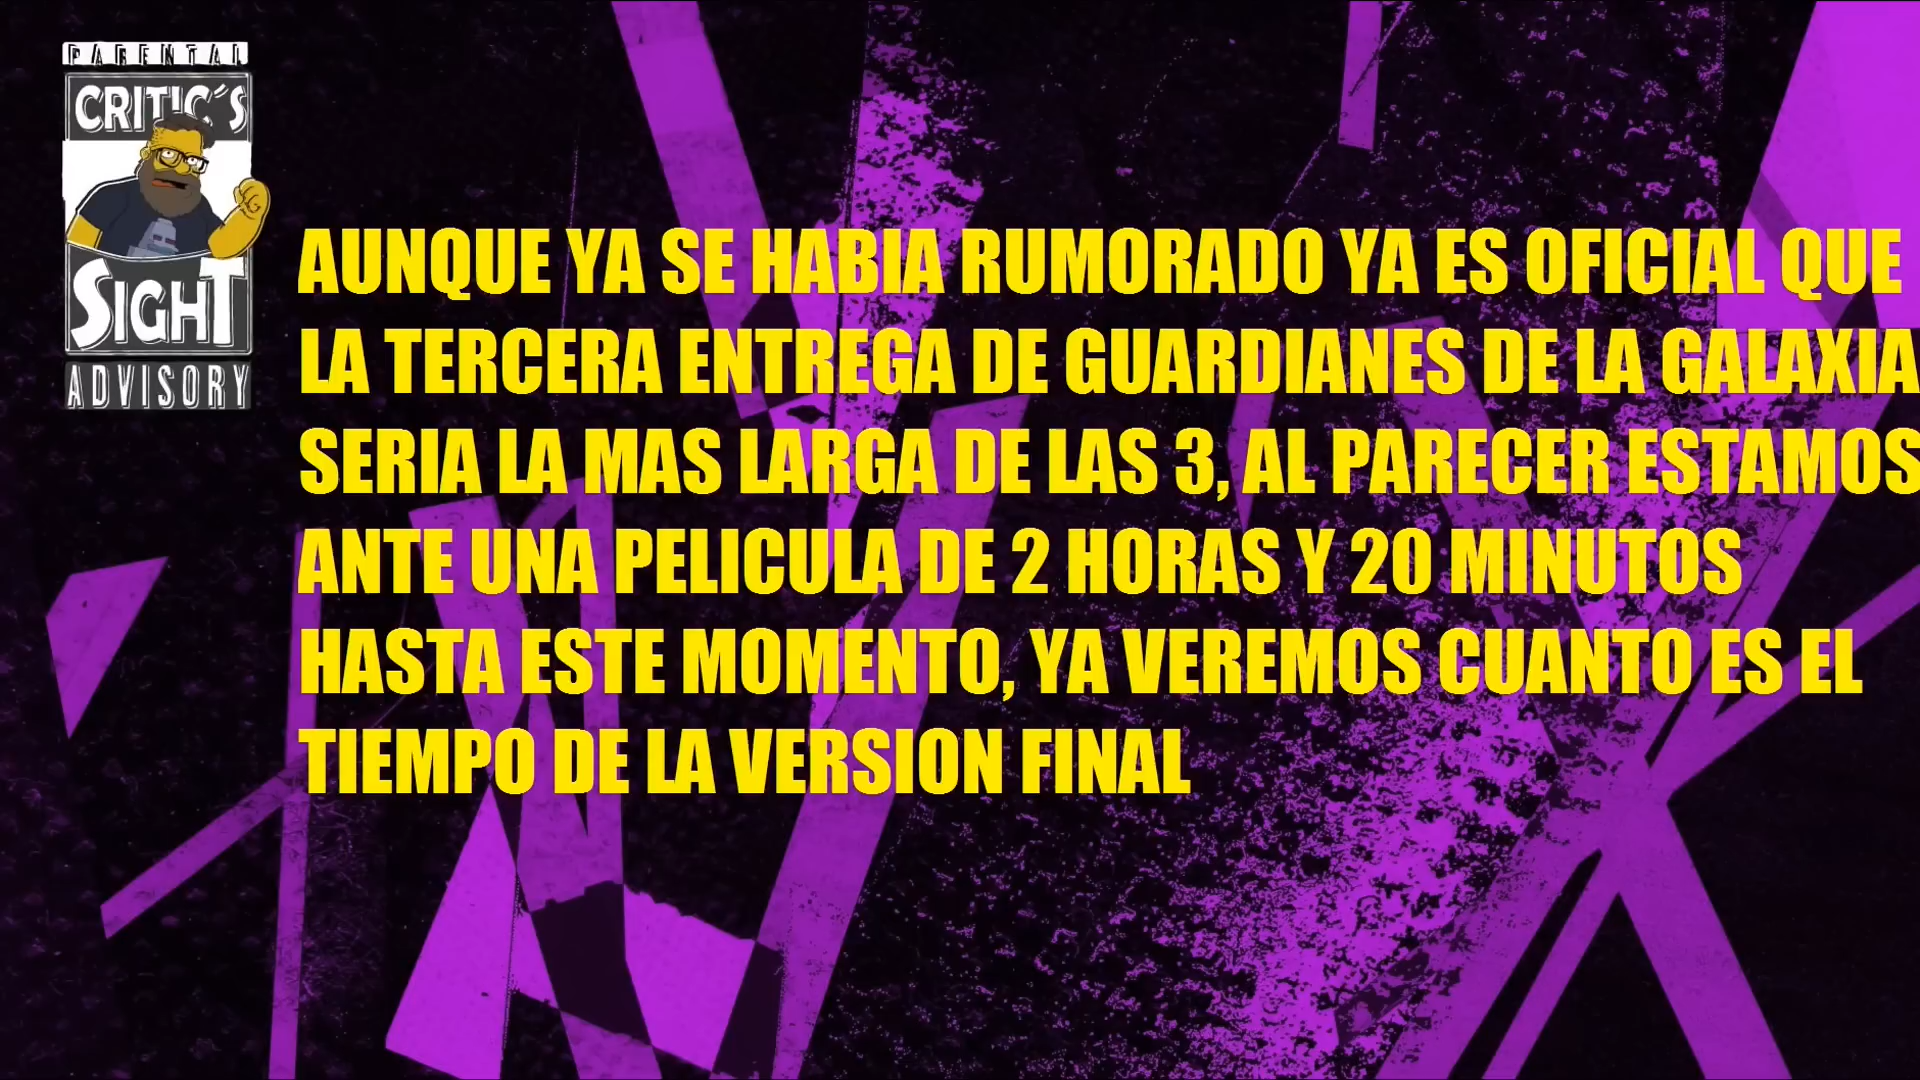 PARENTAL
CRITIC´S
SIGHT
ADVISORY
AUNQUE YA SE HABIA RUMORADO YA ES OFICIAL QUE
LA TERCERA ENTREGA DE GUARDIANES DE LA GALAXIA
SERIA LA MAS LARGA DE LAS 3, AL PARECER ESTAMOS
ANTE UNA PELICULA DE 2 HORAS Y 20 MINUTOS
HASTA ESTE MOMENTO, YA VEREMOS CUANTO ES EL
TIEMPO DE LA VERSION FINAL